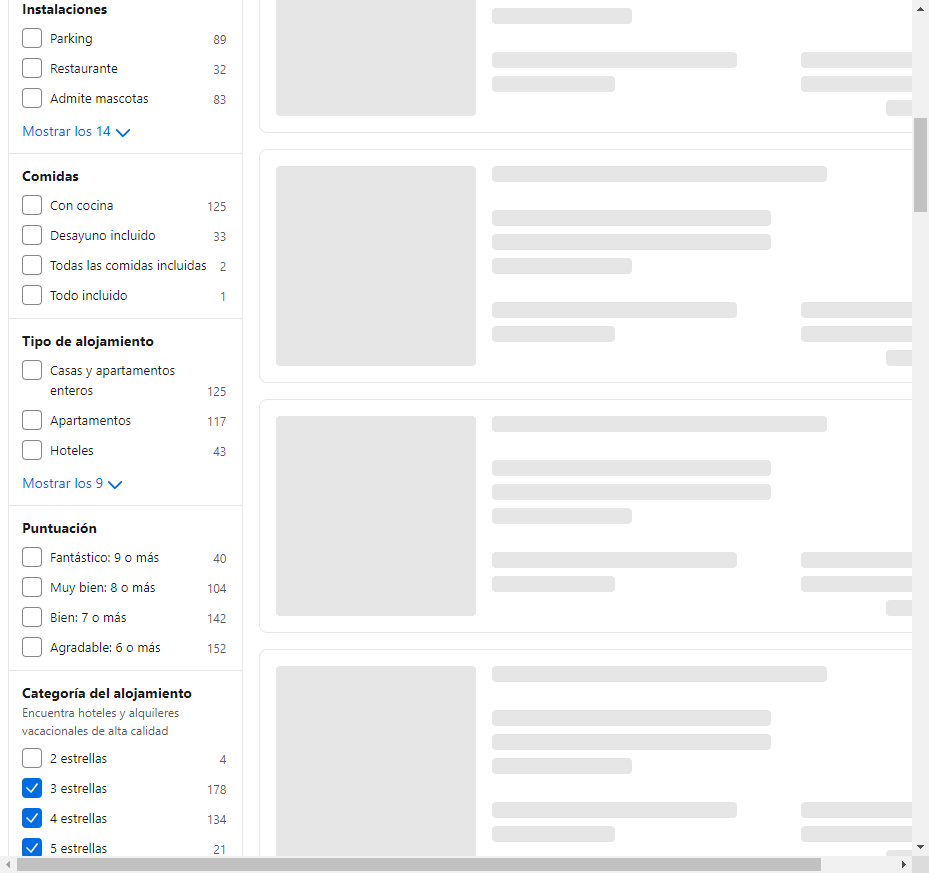 Instalaciones
Parking 89
Restaurante 32
Admite mascotas 83
Mostrar los 14
Comidas
Con cocina 125
Desayuno incluido 33
Todas las comidas incluidas 2
Todo incluido 1
Tipo de alojamiento
Casas y apartamentos
enteros 125
Apartamentos 117
Hoteles 43
Mostrar los 9
Puntuación
Fantástico: 9 o más 40
Muy bien: 8 o más 104
Bien: 7 o más 142
Agradable: 6 o más 152
Categoría del alojamiento
Encuentra hoteles y alquileres
vacacionales de alta calidad
2 estrellas 4
3 estrellas 178
4 estrellas 134
5 estrellas 21